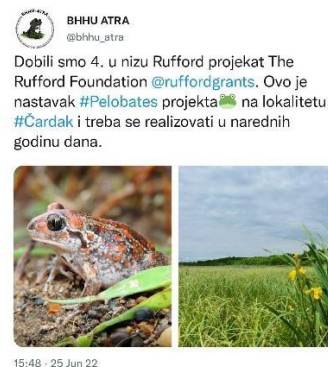 BHHU ATRA
@bhhu_atra
Dobili smo 4. u nizu Rufford projekat The
Rufford Foundation @ruffordgrants. Ovo je
nastavak #Pelobates projekta🐸 na lokalitetu
#Čardak i treba se realizovati u narednih
godinu dana.
15:48 · 25 Jun 22